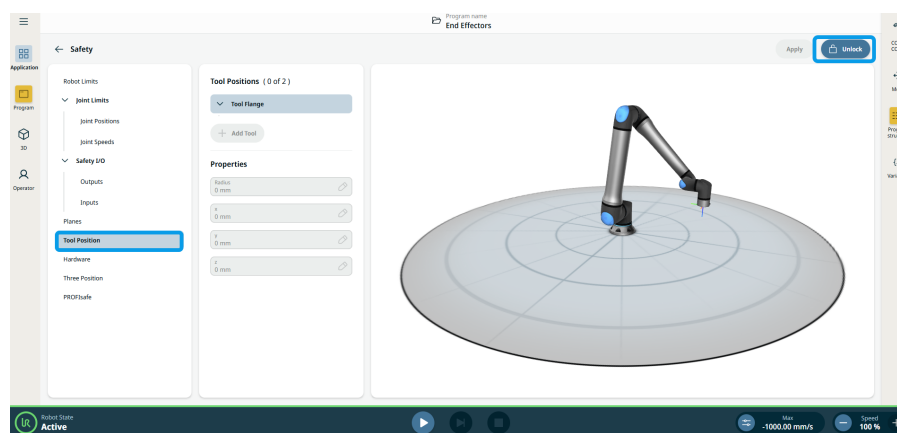 Program name
End Effectors
Safety
Apply
Unlock
Application
Program
3D
Operator
Robot Limits
Joint Limits
Joint Positions
Joint Speeds
Safety I/O
Outputs
Inputs
Planes
Tool Position
Hardware
Three Position
PROFIsafe
Tool Positions ( 0 of 2 )
Tool Flange
Add Tool
Properties
Radius
0 mm
0 mm
0 mm
0 mm
UR
Robot State
Active
Max
-1000.00 mm/s
Speed
100 %